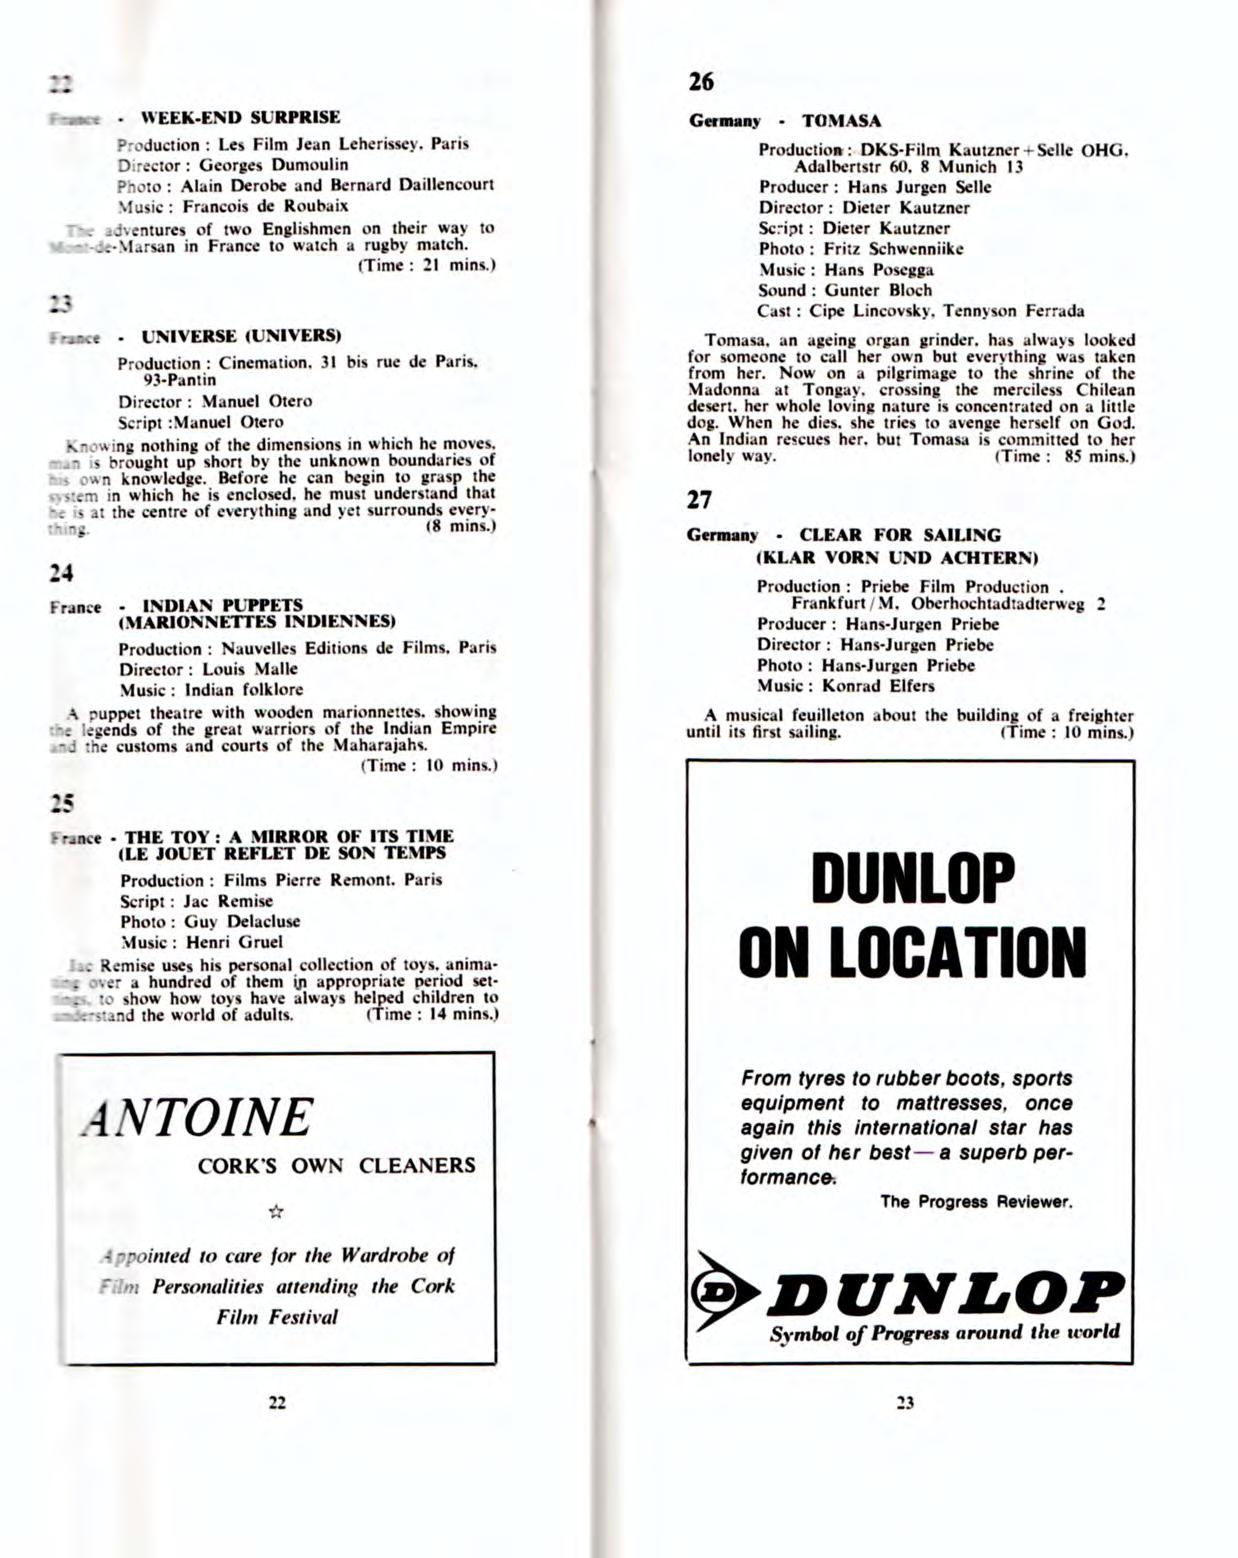 22
France - WEEK-END SURPRISE
Production : Les Film Jean Leherissey, Paris
Director : Georges Dumoulin
Photo : Alain Derobe and Bernard Daillencourt
Music : Francois de Roubaix
The adventures of two Englishmen on their way to
Mont-de-Marsan in France to watch a rugby match.
(Time : 21 mins.)
23
France - UNIVERSE (UNIVERS)
Production : Cinemation, 31 bis rue de Paris,
93-Pantin
Director : Manuel Otero
Script :Manuel Otero
Knowing nothing of the dimensions in which he moves,
man is brought up short by the unknown boundaries of
his own knowledge. Before he can begin to grasp the
system in which he is enclosed, he must understand that
he is at the centre of everything and yet surrounds every-
thing. (8 mins.)
24
France - INDIAN PUPPETS
(MARIONNETTES INDIENNES)
Production : Nauvelles Editions de Films, Paris
Director : Louis Malle
Music : Indian folklore
A puppet theatre with wooden marionnettes, showing
the legends of the great warriors of the Indian Empire
and the customs and courts of the Maharajahs.
(Time : 10 mins.)
25
France - THE TOY : A MIRROR OF ITS TIME
(LE JOUET REFLET DE SON TEMPS
Production : Films Pierre Remont, Paris
Script : Jac Remise
Photo : Guy Delacluse
Music : Henri Gruel
Jac Remise uses his personal collection of toys, anima-
ting over a hundred of them in appropriate period set-
tings, to show how toys have always helped children to
understand the world of adults. (Time : 14 mins.)
ANTOINE
CORK'S OWN CLEANERS
☆
Appointed to care for the Wardrobe of
Film Personalities attending the Cork
Film Festival
22
26
Germany - TOMASA
Production : DKS-Film Kautzner+Selle OHG,
Adalbertstr 60, 8 Munich 13
Producer : Hans Jurgen Selle
Director : Dieter Kautzner
Script : Dieter Kautzner
Photo : Fritz Schwenniike
Music : Hans Posegga
Sound : Gunter Bloch
Cast : Cipe Lincovsky, Tennyson Ferrada
Tomasa, an ageing organ grinder, has always looked
for someone to call her own but everything was taken
from her. Now on a pilgrimage to the shrine of the
Madonna at Tongay, crossing the merciless Chilean
desert, her whole loving nature is concentrated on a little
dog. When he dies, she tries to avenge herself on God.
An Indian rescues her, but Tomasa is committed to her
lonely way. (Time : 85 mins.)
27
Germany - CLEAR FOR SAILING
(KLAR VORN UND ACHTERN)
Production : Priebe Film Production .
Frankfurt/M, Oberhochtadtadterweg 2
Producer : Hans-Jurgen Priebe
Director : Hans-Jurgen Priebe
Photo : Hans-Jurgen Priebe
Music : Konrad Elfers
A musical feuilleton about the building of a freighter
until its first sailing. (Time : 10 mins.)
DUNLOP
ON LOCATION
From tyres to rubber boots, sports
equipment to mattresses, once
again this international star has
given of her best—a superb per-
formance.
The Progress Reviewer.
D DUNLOP
Symbol of Progress around the world
23